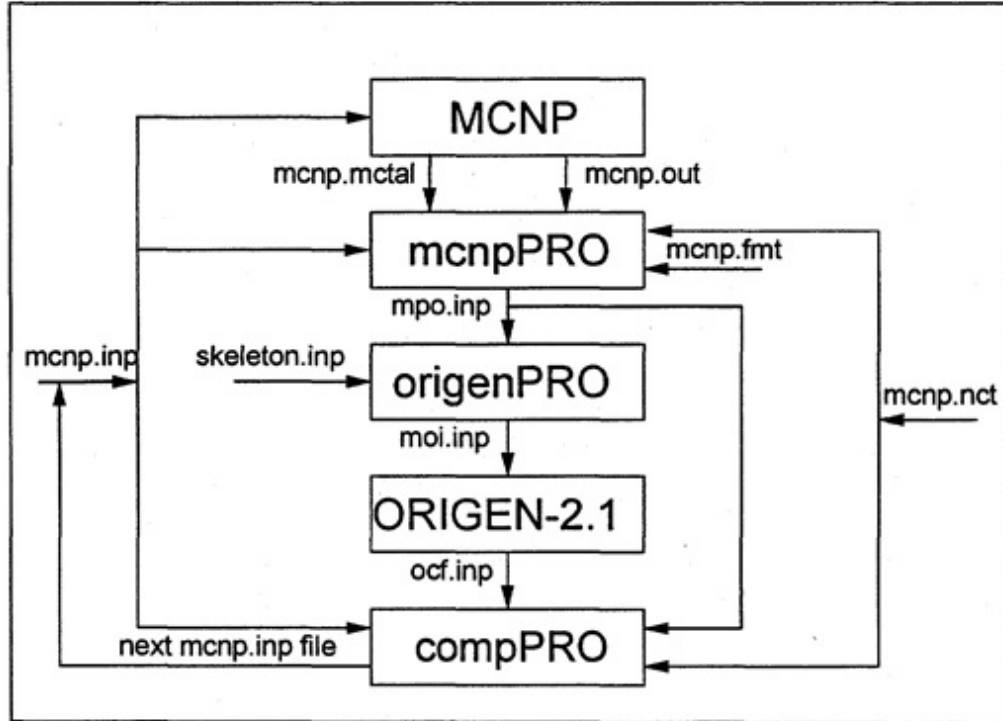 MCNP
mcnp.mctal
mcnp.out
mcnpPRO
mcnp.fmt
mpo.inp
mcnp.inp
skeleton.inp
origenPRO
mcnp.nct
moi.inp
ORIGEN-2.1
ocf.inp
next mcnp.inp file
compPRO